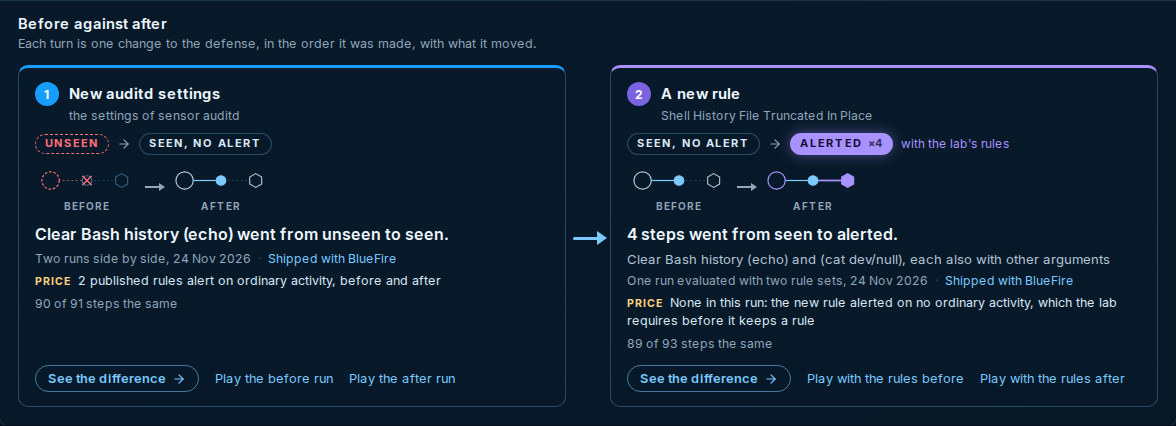 Before against after
Each turn is one change to the defense, in the order it was made, with what it moved.
1 New auditd settings
the settings of sensor auditd
UNSEEN → SEEN, NO ALERT
BEFORE AFTER
Clear Bash history (echo) went from unseen to seen.
Two runs side by side, 24 Nov 2026 · Shipped with BlueFire
PRICE 2 published rules alert on ordinary activity, before and after
90 of 91 steps the same
See the difference → Play the before run Play the after run
2 A new rule
Shell History File Truncated In Place
SEEN, NO ALERT → ALERTED ×4 with the lab's rules
BEFORE AFTER
4 steps went from seen to alerted.
Clear Bash history (echo) and (cat dev/null), each also with other arguments
One run evaluated with two rule sets, 24 Nov 2026 · Shipped with BlueFire
PRICE None in this run: the new rule alerted on no ordinary activity, which the lab
requires before it keeps a rule
89 of 93 steps the same
See the difference → Play with the rules before Play with the rules after